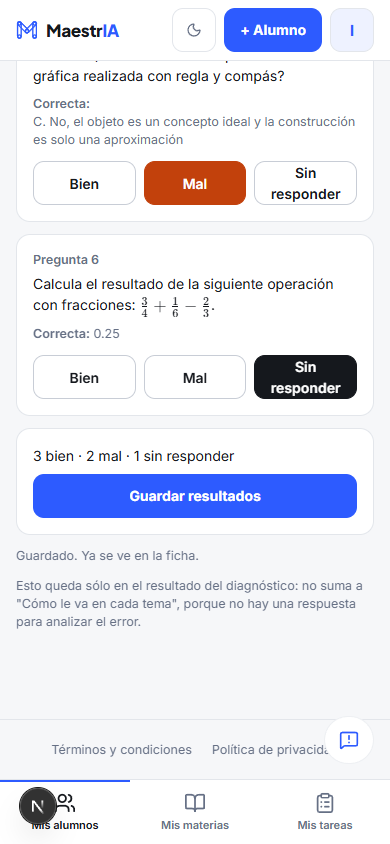 MaestrIA
+ Alumno
I
gráfica realizada con regla y compás?
Correcta:
C. No, el objeto es un concepto ideal y la construcción
es solo una aproximación
Bien
Mal
Sin
responder
Pregunta 6
Calcula el resultado de la siguiente operación
con fracciones: 3/4 + 1/6 − 2/3.
Correcta: 0.25
Bien
Mal
Sin
responder
3 bien · 2 mal · 1 sin responder
Guardar resultados
Guardado. Ya se ve en la ficha.
Esto queda sólo en el resultado del diagnóstico: no suma a
"Cómo le va en cada tema", porque no hay una respuesta
para analizar el error.
Términos y condiciones
Política de
N
Mis alumnos
Mis materias
Mis tareas